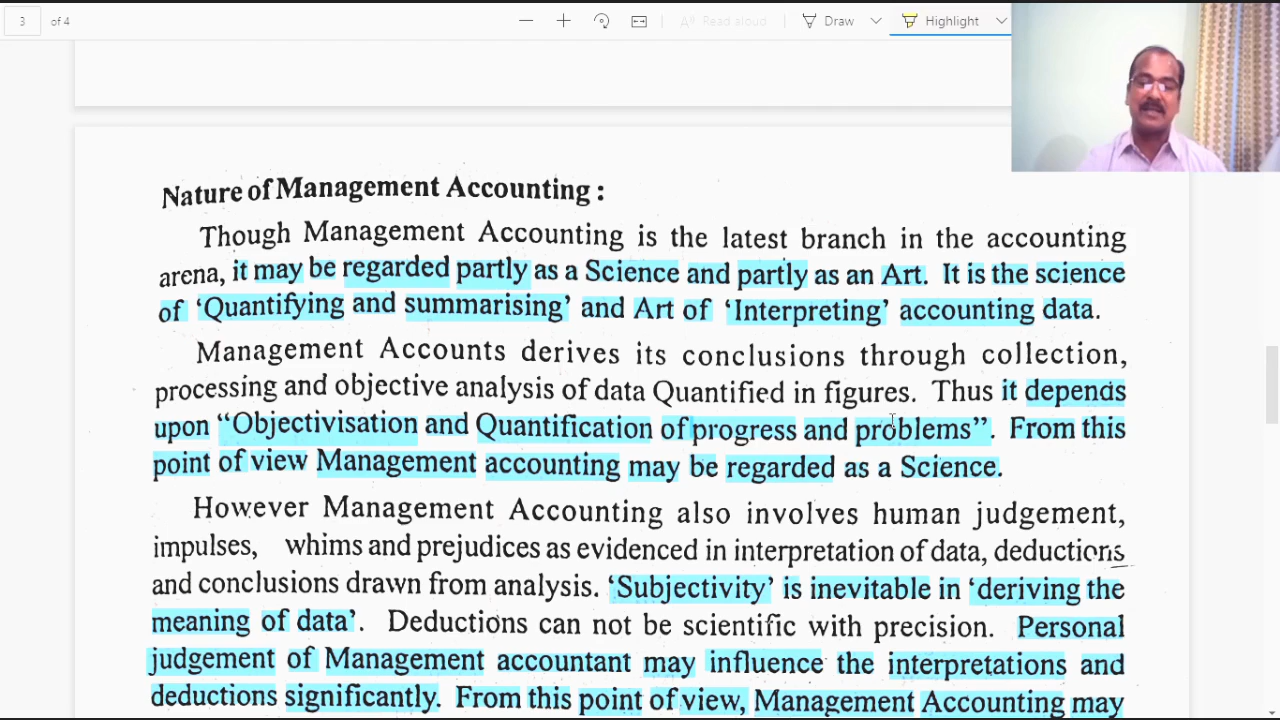 3 of 4
Read aloud
Draw
Highlight
Nature of Management Accounting :
Though Management Accounting is the latest branch in the accounting
arena, it may be regarded partly as a Science and partly as an Art. It is the science
of ‘Quantifying and summarising’ and Art of ‘Interpreting’ accounting data.
Management Accounts derives its conclusions through collection,
processing and objective analysis of data Quantified in figures. Thus it depends
upon “Objectivisation and Quantification of progress and problems”. From this
point of view Management accounting may be regarded as a Science.
However Management Accounting also involves human judgement,
impulses, whims and prejudices as evidenced in interpretation of data, deductions
and conclusions drawn from analysis. ‘Subjectivity’ is inevitable in ‘deriving the
meaning of data’. Deductions can not be scientific with precision. Personal
judgement of Management accountant may influence the interpretations and
deductions significantly. From this point of view, Management Accounting may